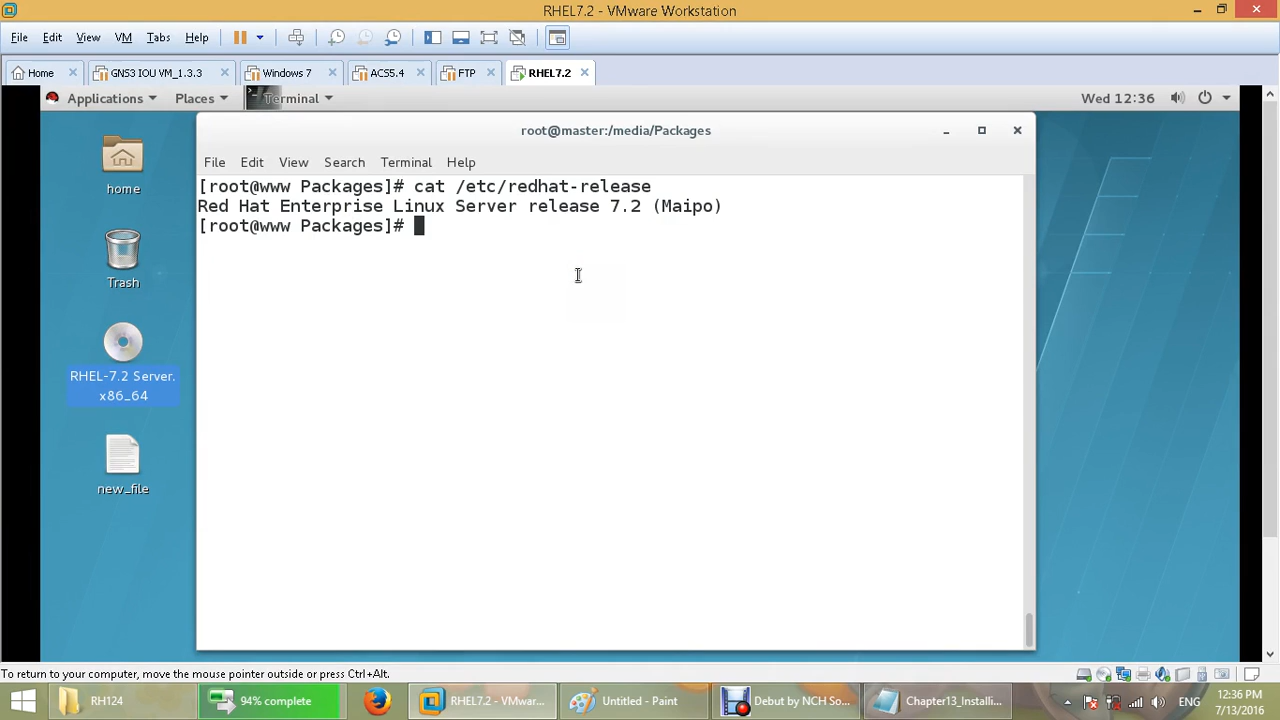 RHEL7.2 - VMware Workstation
File Edit View VM Tabs Help
Home GNS3 IOU VM_1.3.3 Windows 7 ACS5.4 FTP RHEL7.2
Applications Places Terminal Wed 12:36
root@master:/media/Packages
File Edit View Search Terminal Help
[root@www Packages]# cat /etc/redhat-release
Red Hat Enterprise Linux Server release 7.2 (Maipo)
[root@www Packages]#
home
Trash
RHEL-7.2 Server.
x86_64
new_file
To return to your computer, move the mouse pointer outside or press Ctrl+Alt.
RH124 94% complete RHEL7.2 - VMwar... Untitled - Paint Debut by NCH So... Chapter13_Installi... ENG
12:36 PM
7/13/2016